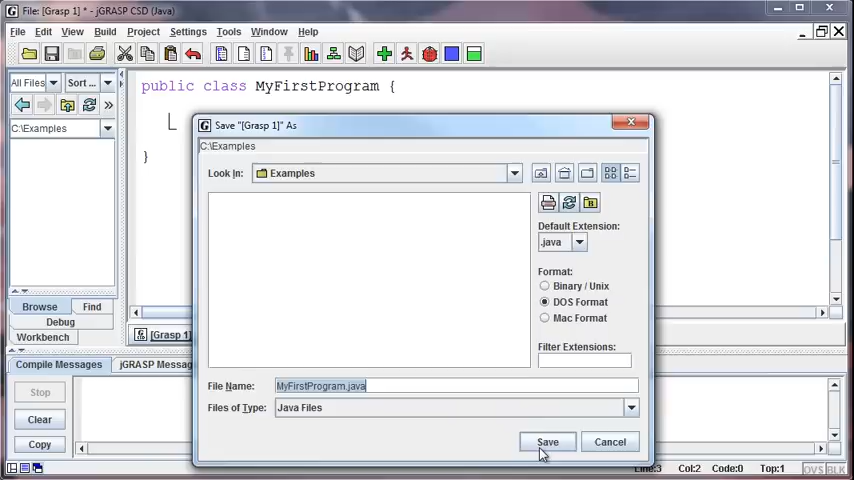 File: [Grasp 1] * - jGRASP CSD (Java)
File Edit View Build Project Settings Tools Window Help
All Files Sort ...
C:\Examples
public class MyFirstProgram {
}
Save "[Grasp 1]" As
C:\Examples
Look In: Examples
Default Extension:
.java
Format:
Binary / Unix
DOS Format
Mac Format
Filter Extensions:
File Name: MyFirstProgram.java
Files of Type: Java Files
Save Cancel
Browse Find
Debug
Workbench
[Grasp 1]
Compile Messages jGRASP Messag
Stop
Clear
Copy
Line:3 Col:2 Code:0 Top:1 OVS BLK